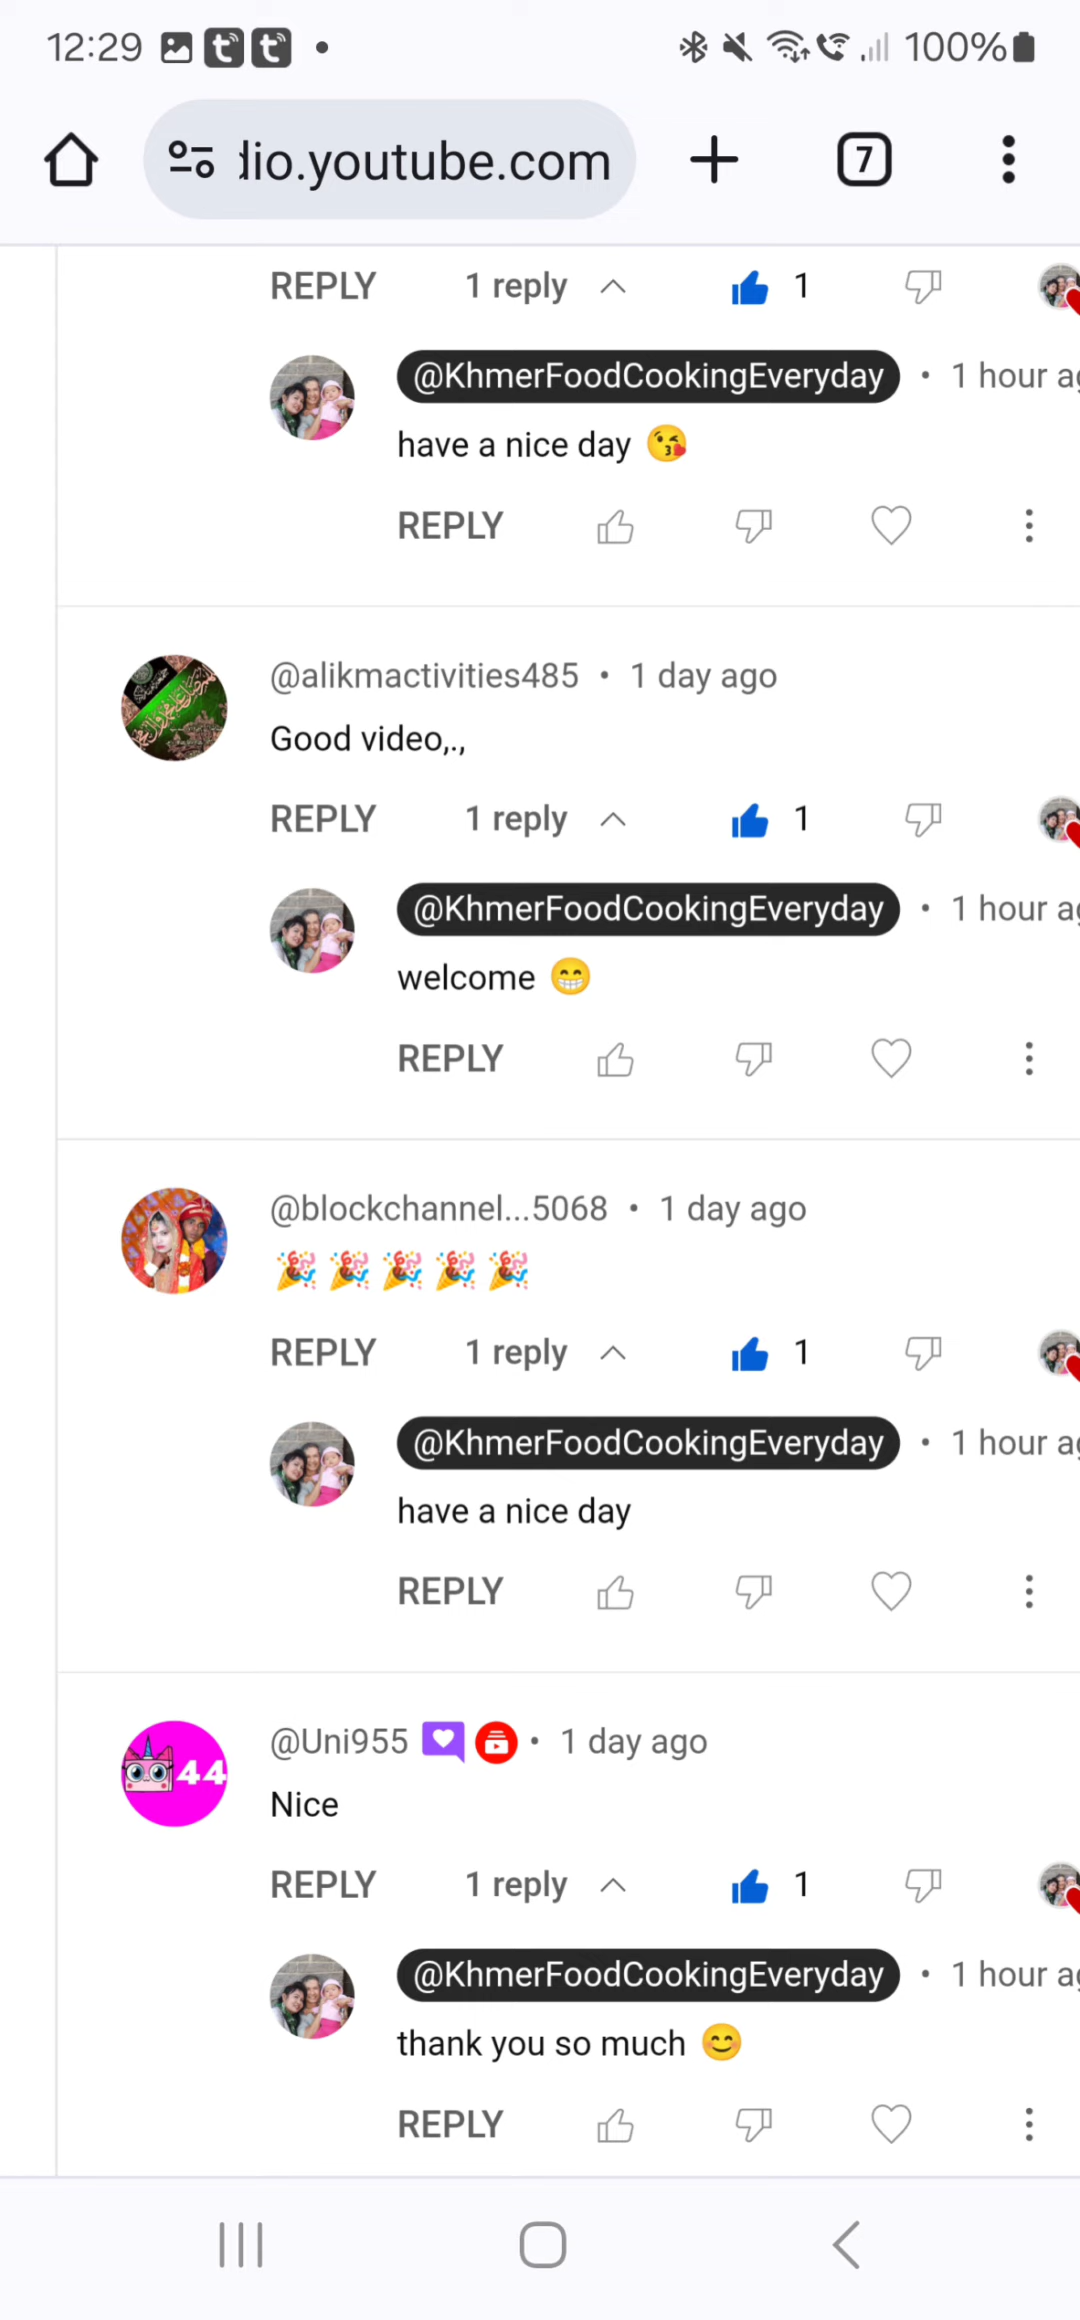 12:29 100%
dio.youtube.com 7
REPLY 1 reply 1
@KhmerFoodCookingEveryday • 1 hour ag
have a nice day 😘
REPLY
@alikmactivities485 • 1 day ago
Good video,.,
REPLY 1 reply 1
@KhmerFoodCookingEveryday • 1 hour ag
welcome 😁
REPLY
@blockchannel...5068 • 1 day ago
🎉🎉🎉🎉🎉
REPLY 1 reply 1
@KhmerFoodCookingEveryday • 1 hour ag
have a nice day
REPLY
@Uni955 • 1 day ago
44
Nice
REPLY 1 reply 1
@KhmerFoodCookingEveryday • 1 hour ag
thank you so much 😊
REPLY